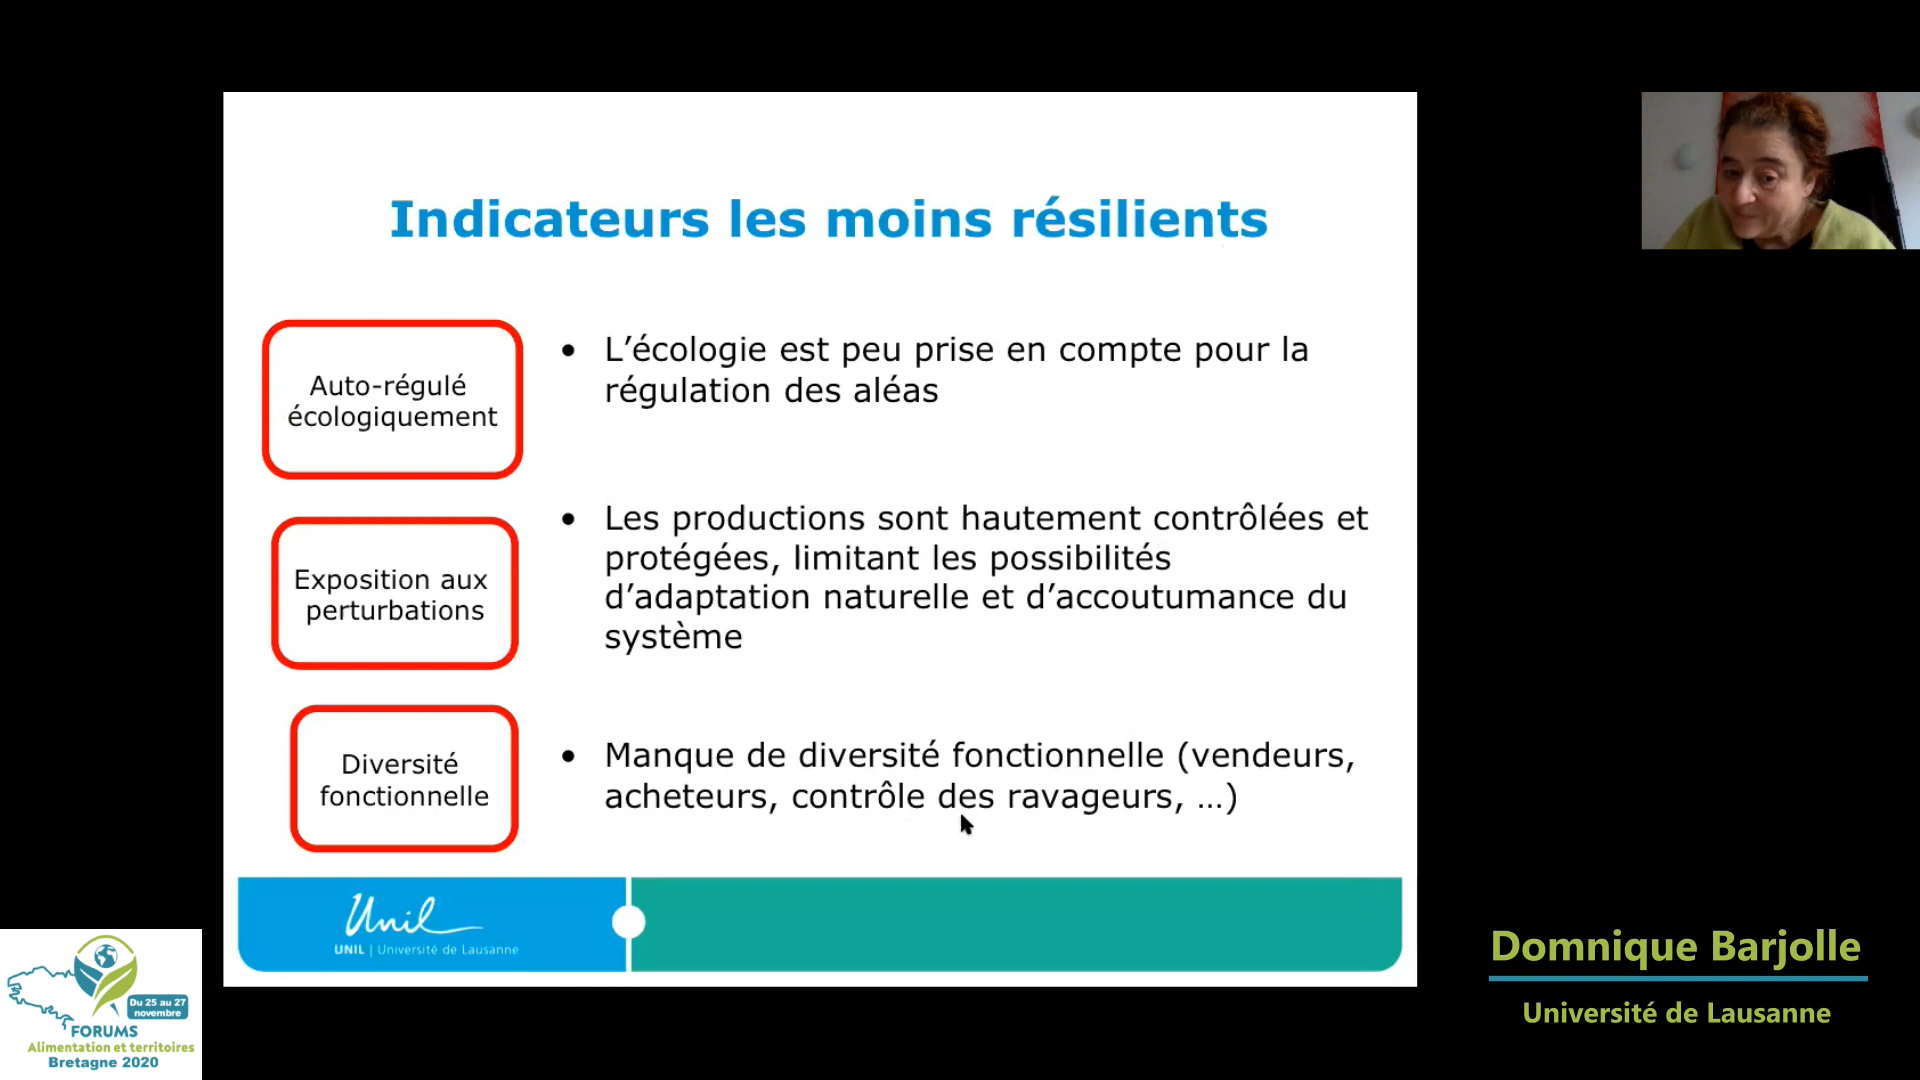 Indicateurs les moins résilients
Auto-régulé
écologiquement
• L’écologie est peu prise en compte pour la
régulation des aléas
Exposition aux
perturbations
• Les productions sont hautement contrôlées et
protégées, limitant les possibilités
d’adaptation naturelle et d’accoutumance du
système
Diversité
fonctionnelle
• Manque de diversité fonctionnelle (vendeurs,
acheteurs, contrôle des ravageurs, …)
Unil
UNIL | Université de Lausanne
Du 25 au 27
novembre
FORUMS
Alimentation et territoires
Bretagne 2020
Domnique Barjolle
Université de Lausanne